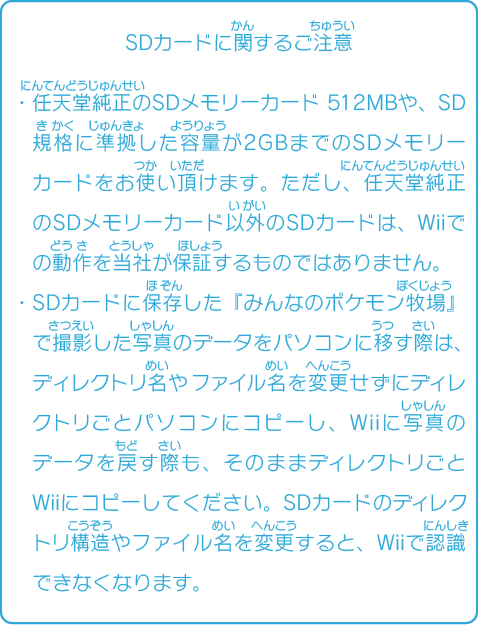 SDカードに関するご注意
・任天堂純正のSDメモリーカード 512MBや、SD
規格に準拠した容量が2GBまでのSDメモリー
カードをお使い頂けます。ただし、任天堂純正
のSDメモリーカード以外のSDカードは、Wiiで
の動作を当社が保証するものではありません。
・SDカードに保存した『みんなのポケモン牧場』
で撮影した写真のデータをパソコンに移す際は、
ディレクトリ名やファイル名を変更せずにディレ
クトリごとパソコンにコピーし、Wiiに写真の
データを戻す際も、そのままディレクトリごと
Wiiにコピーしてください。SDカードのディレク
トリ構造やファイル名を変更すると、Wiiで認識
できなくなります。